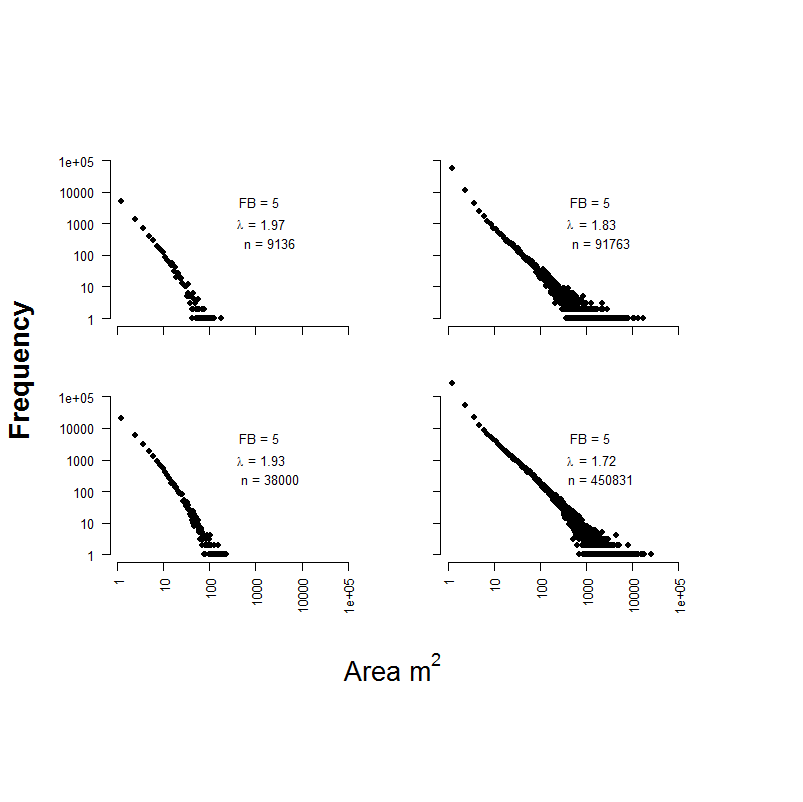 1e+05
10000
1000
100
10
1
FB = 5
λ = 1.97
n = 9136
FB = 5
λ = 1.83
n = 91763
Frequency
1e+05
10000
1000
100
10
1
FB = 5
λ = 1.93
n = 38000
FB = 5
λ = 1.72
n = 450831
1
10
100
1000
10000
1e+05
1
10
100
1000
10000
1e+05
Area m²